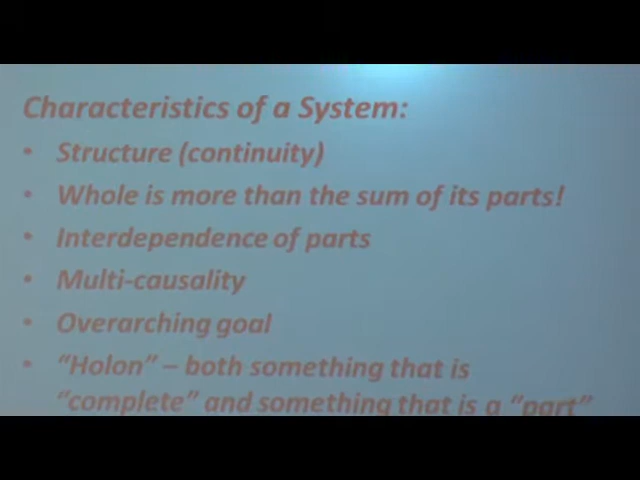 Characteristics of a System:
• Structure (continuity)
• Whole is more than the sum of its parts!
• Interdependence of parts
• Multi-causality
• Overarching goal
• “Holon” – both something that is
“complete” and something that is a “part”